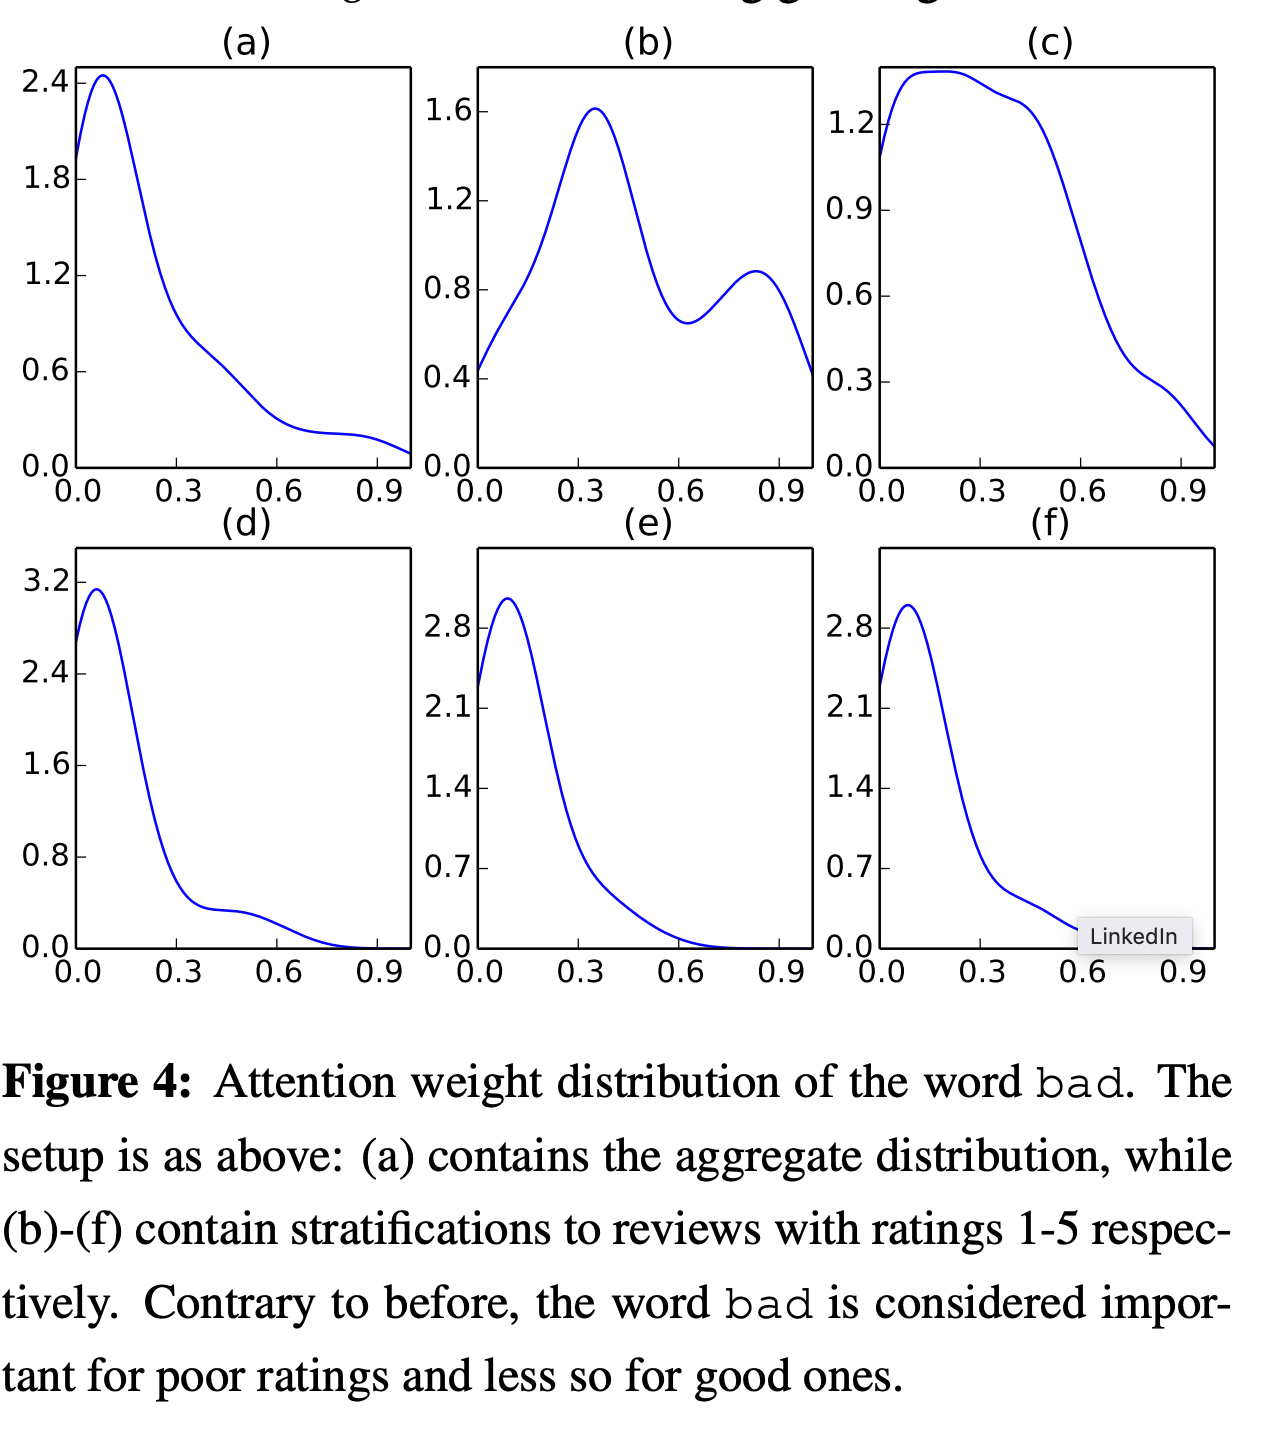 (a) (b) (c)
2.4 1.6 1.2
1.8 1.2 0.9
1.2 0.8 0.6
0.6 0.4 0.3
0.0 0.0 0.0
0.0 0.3 0.6 0.9 0.0 0.3 0.6 0.9 0.0 0.3 0.6 0.9
(d) (e) (f)
3.2 2.8 2.8
2.4 2.1 2.1
1.6 1.4 1.4
0.8 0.7 0.7
0.0 0.0 0.0
LinkedIn
0.0 0.3 0.6 0.9 0.0 0.3 0.6 0.9 0.0 0.3 0.6 0.9
Figure 4: Attention weight distribution of the word bad. The
setup is as above: (a) contains the aggregate distribution, while
(b)-(f) contain stratifications to reviews with ratings 1-5 respec-
tively. Contrary to before, the word bad is considered impor-
tant for poor ratings and less so for good ones.